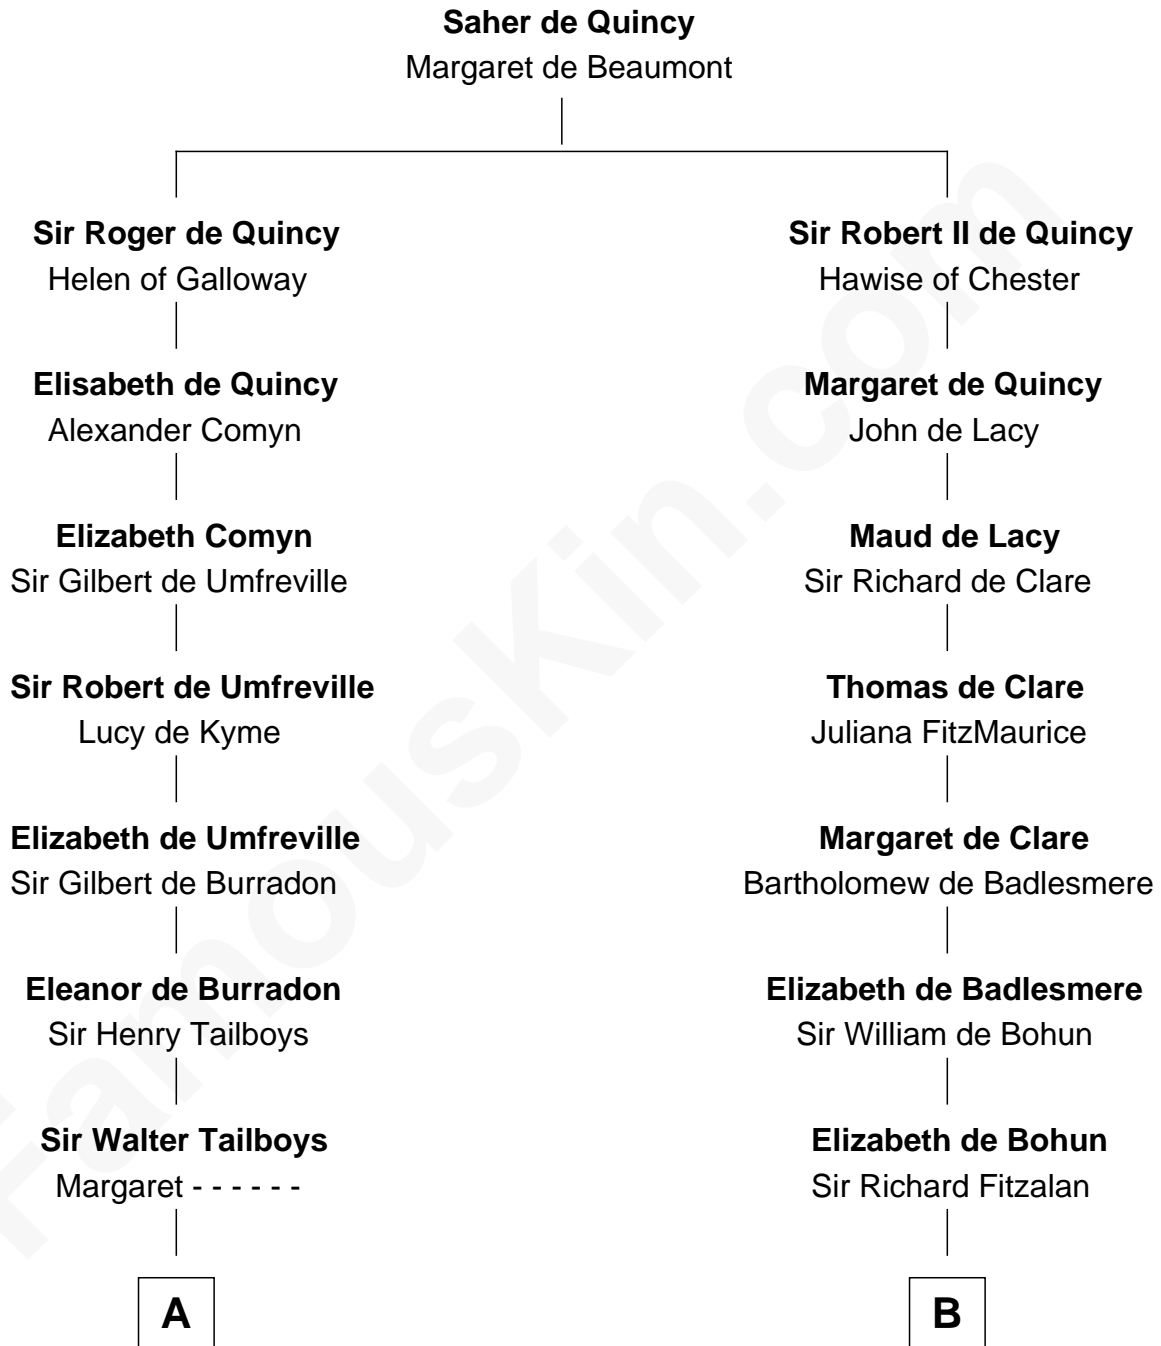 Saher de Quincy
Margaret de Beaumont
Sir Roger de Quincy
Helen of Galloway
Sir Robert II de Quincy
Hawise of Chester
Elisabeth de Quincy
Alexander Comyn
Margaret de Quincy
John de Lacy
Elizabeth Comyn
Sir Gilbert de Umfreville
Maud de Lacy
Sir Richard de Clare
Sir Robert de Umfreville
Lucy de Kyme
Thomas de Clare
Juliana FitzMaurice
Elizabeth de Umfreville
Sir Gilbert de Burradon
Margaret de Clare
Bartholomew de Badlesmere
Eleanor de Burradon
Sir Henry Tailboys
Elizabeth de Badlesmere
Sir William de Bohun
Sir Walter Tailboys
Margaret - - - - - -
Elizabeth de Bohun
Sir Richard Fitzalan
A
B
FamousKin.com